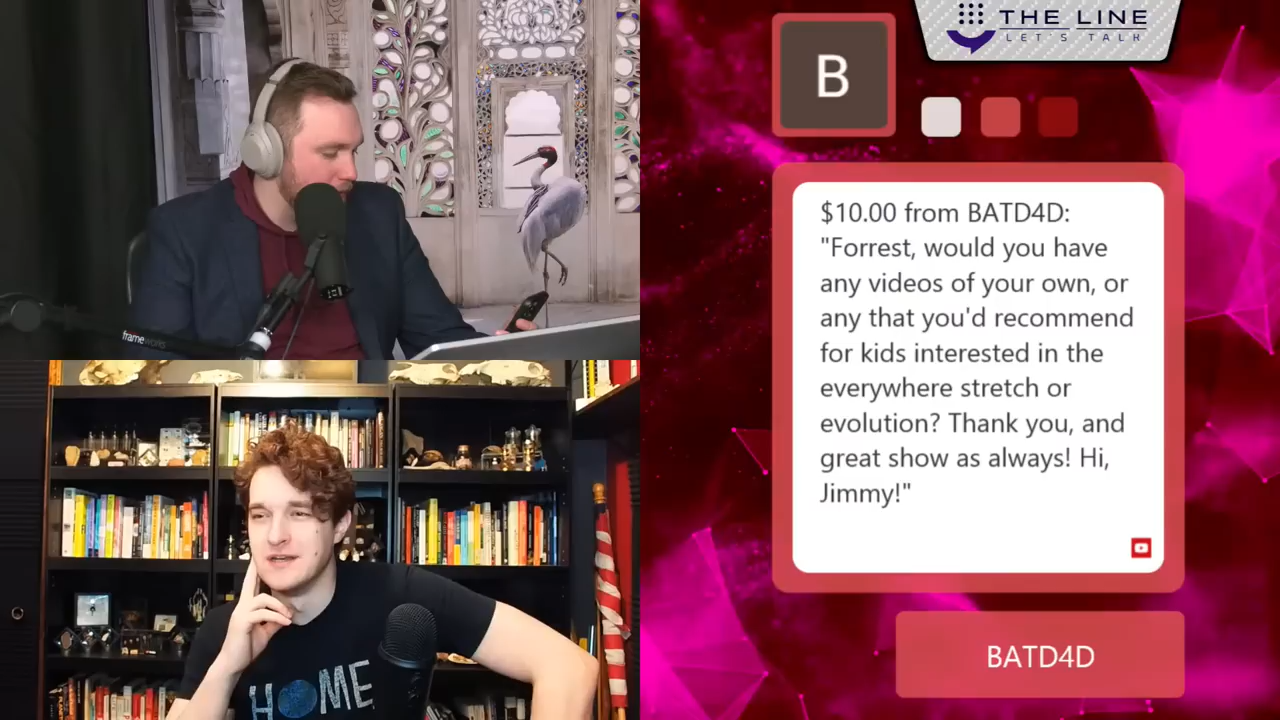 THE LINE
LET'S TALK
B
$10.00 from BATD4D:
"Forrest, would you have
any videos of your own, or
any that you'd recommend
for kids interested in the
everywhere stretch or
evolution? Thank you, and
great show as always! Hi,
Jimmy!"
BATD4D
frameworks
HOME